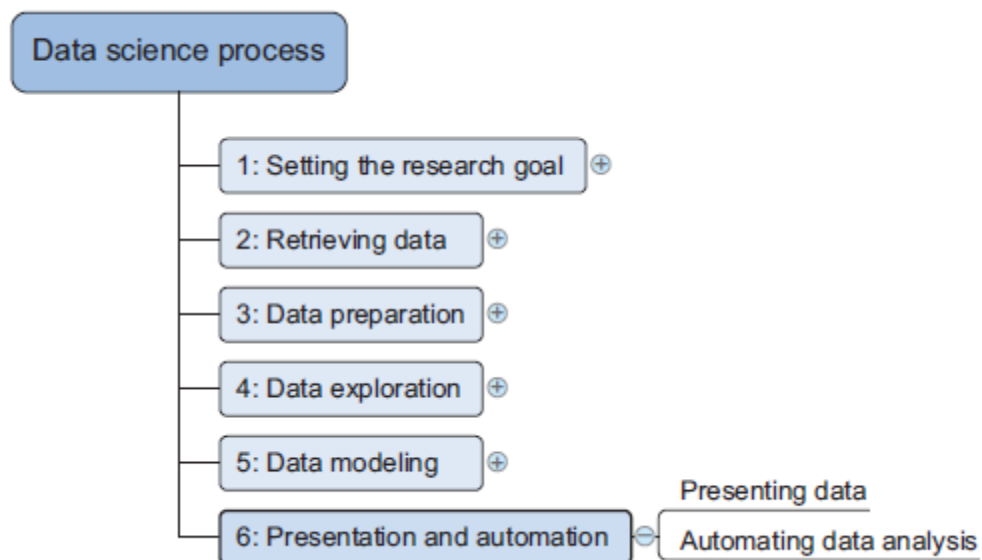 Data science process
1: Setting the research goal
2: Retrieving data
3: Data preparation
4: Data exploration
5: Data modeling
6: Presentation and automation
Presenting data
Automating data analysis